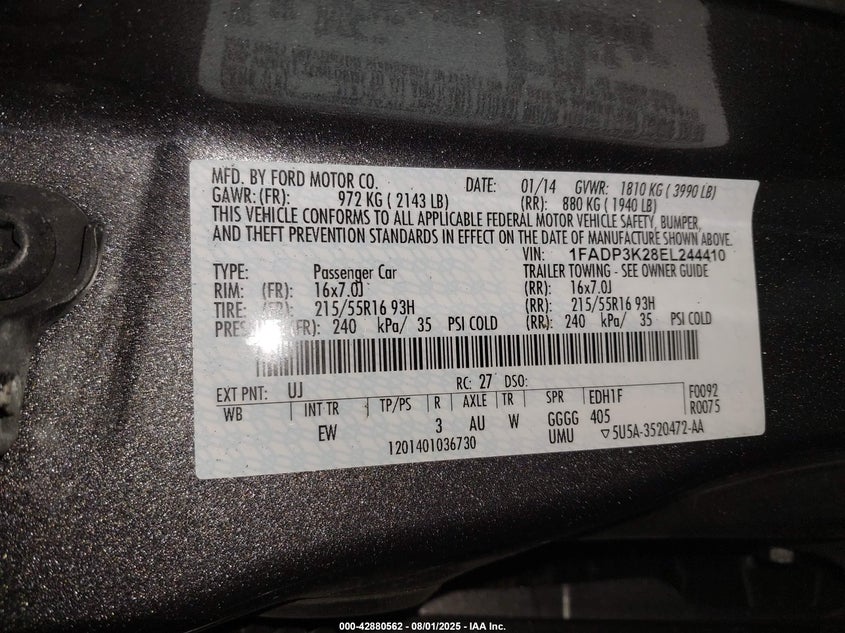 MFD. BY FORD MOTOR CO. DATE: 01/14 GVWR: 1810 KG ( 3990 LB)
GAWR: (FR): 972 KG ( 2143 LB) (RR): 880 KG ( 1940 LB)
THIS VEHICLE CONFORMS TO ALL APPLICABLE FEDERAL MOTOR VEHICLE SAFETY, BUMPER,
AND THEFT PREVENTION STANDARDS IN EFFECT ON THE DATE OF MANUFACTURE SHOWN ABOVE.
VIN: 1FADP3K28EL244410
TYPE: Passenger Car TRAILER TOWING - SEE OWNER GUIDE
RIM: (FR): 16x7.0J (RR): 16x7.0J
TIRE: (FR): 215/55R16 93H (RR): 215/55R16 93H
(FR): 240 kPa/ 35 PSI COLD (RR): 240 kPa/ 35 PSI COLD
EXT PNT: UJ RC: 27 DSO:
WB INT TR TP/PS R AXLE TR SPR EDH1F F0092
EW 3 AU W GGGG 405 R0075
1201401036730 UMU ▽5U5A-3520472-AA
000-42880562 - 08/01/2025 - IAA Inc.